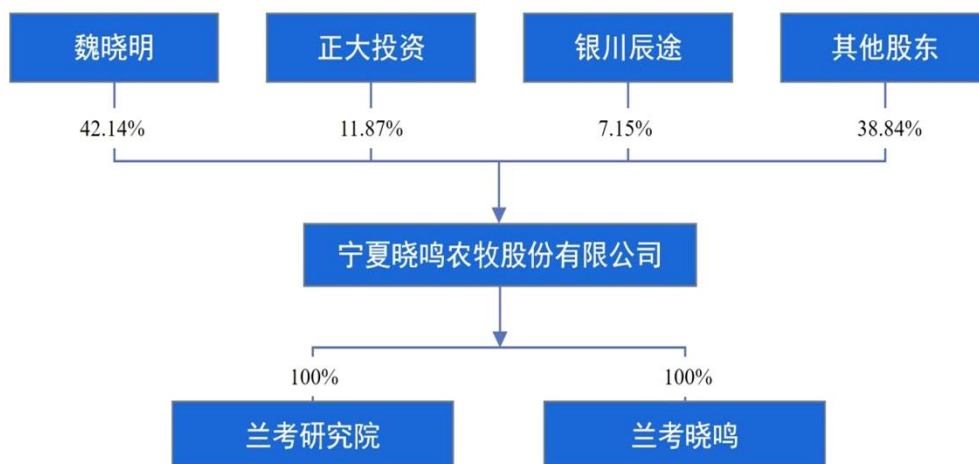 魏晓明
正大投资
银川辰途
其他股东
42.14%
11.87%
7.15%
38.84%
宁夏晓鸣农牧股份有限公司
100%
100%
兰考研究院
兰考晓鸣